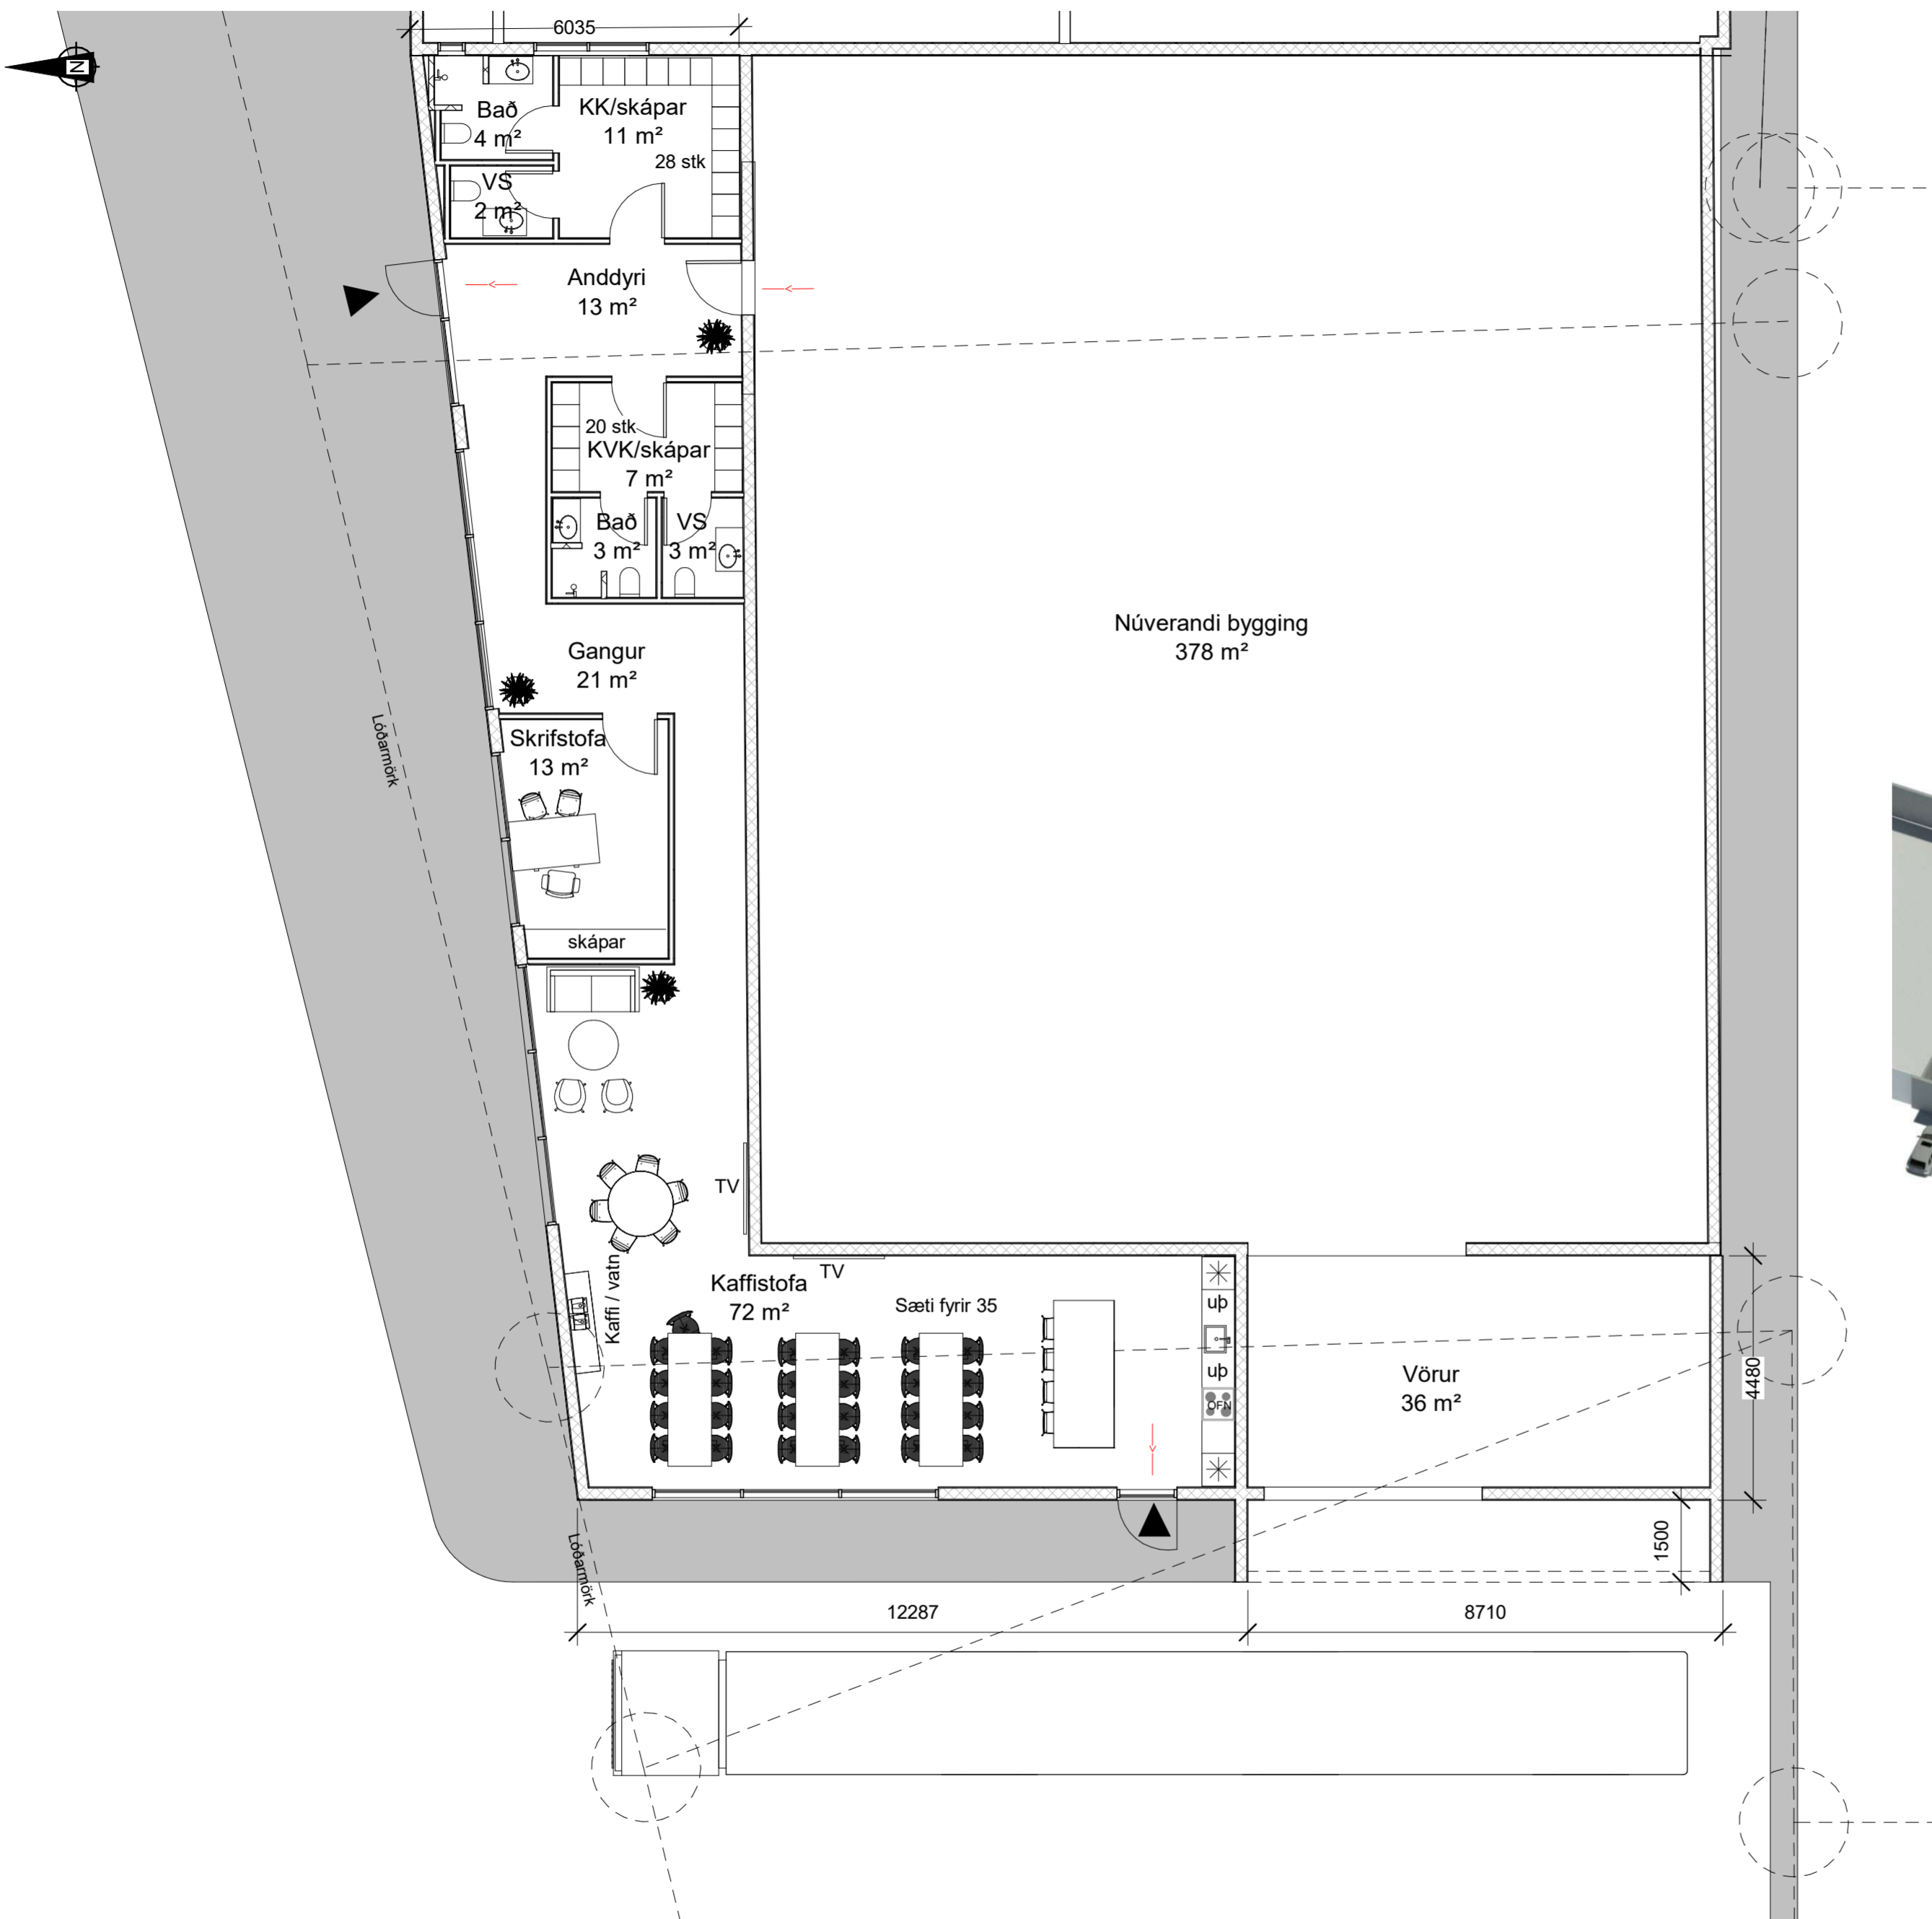 6035
N
Bað
4 m²
KK/skápar
11 m²
28 stk
VS
2 m²
Anddyri
13 m²
20 stk
KVK/skápar
7 m²
Bað
3 m²
VS
3 m²
Núverandi bygging
378 m²
Gangur
21 m²
Lóðarmörk
Skrifstofa
13 m²
skápar
TV
TV
Kaffi / vatn
Kaffistofa
72 m²
Sæti fyrir 35
uþ
uþ
OFN
Vörur
36 m²
4480
1500
Lóðarmörk
12287
8710